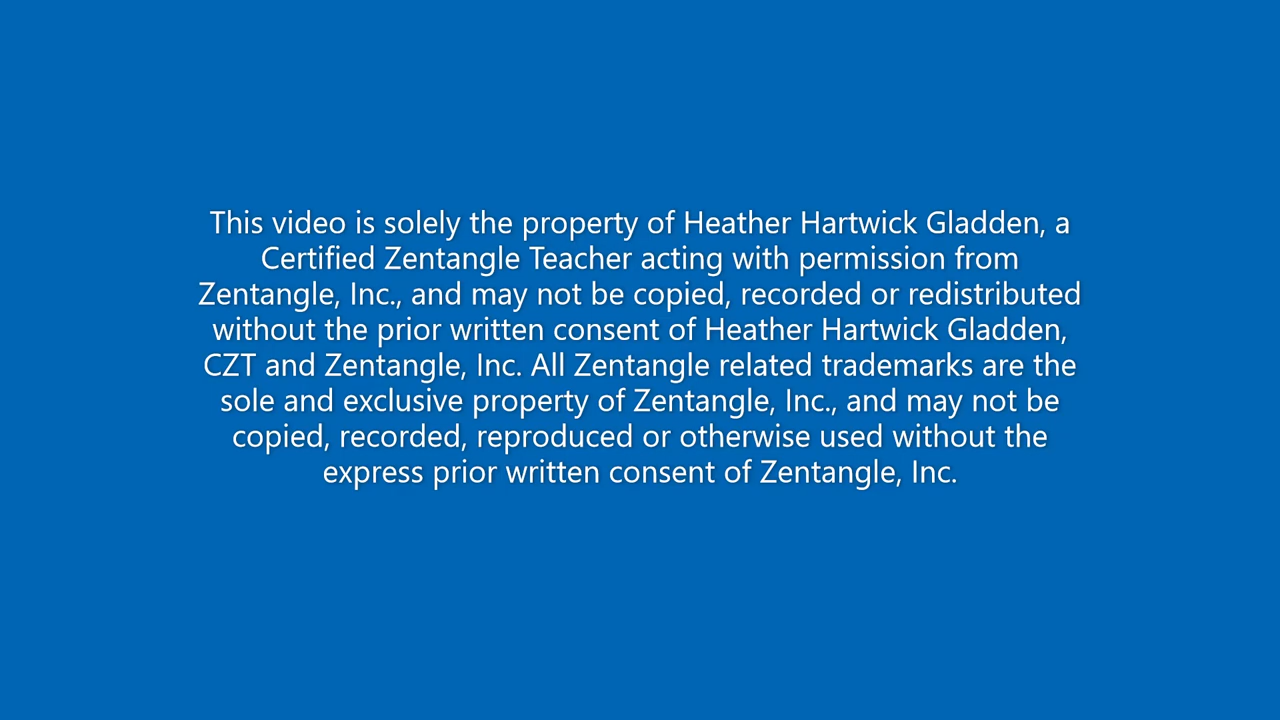 This video is solely the property of Heather Hartwick Gladden, a
Certified Zentangle Teacher acting with permission from
Zentangle, Inc., and may not be copied, recorded or redistributed
without the prior written consent of Heather Hartwick Gladden,
CZT and Zentangle, Inc. All Zentangle related trademarks are the
sole and exclusive property of Zentangle, Inc., and may not be
copied, recorded, reproduced or otherwise used without the
express prior written consent of Zentangle, Inc.